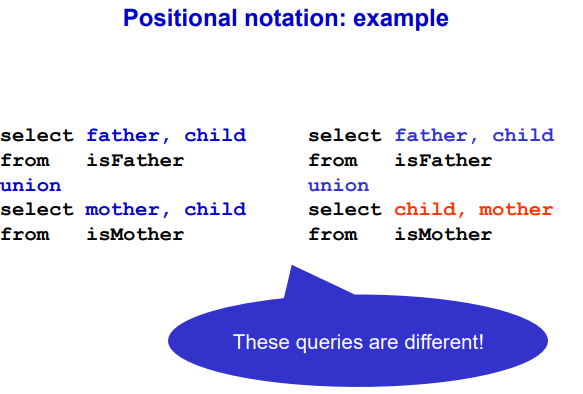 Positional notation: example
select father, child
from   isFather
union
select mother, child
from   isMother
select father, child
from   isFather
union
select child, mother
from   isMother
These queries are different!